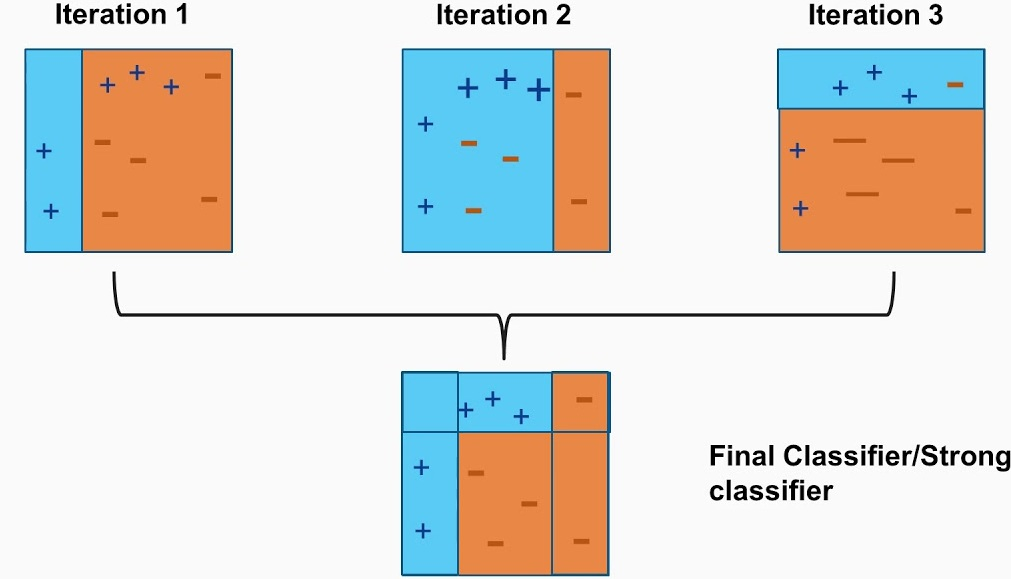 Iteration 1
Iteration 2
Iteration 3
Final Classifier/Strong
classifier